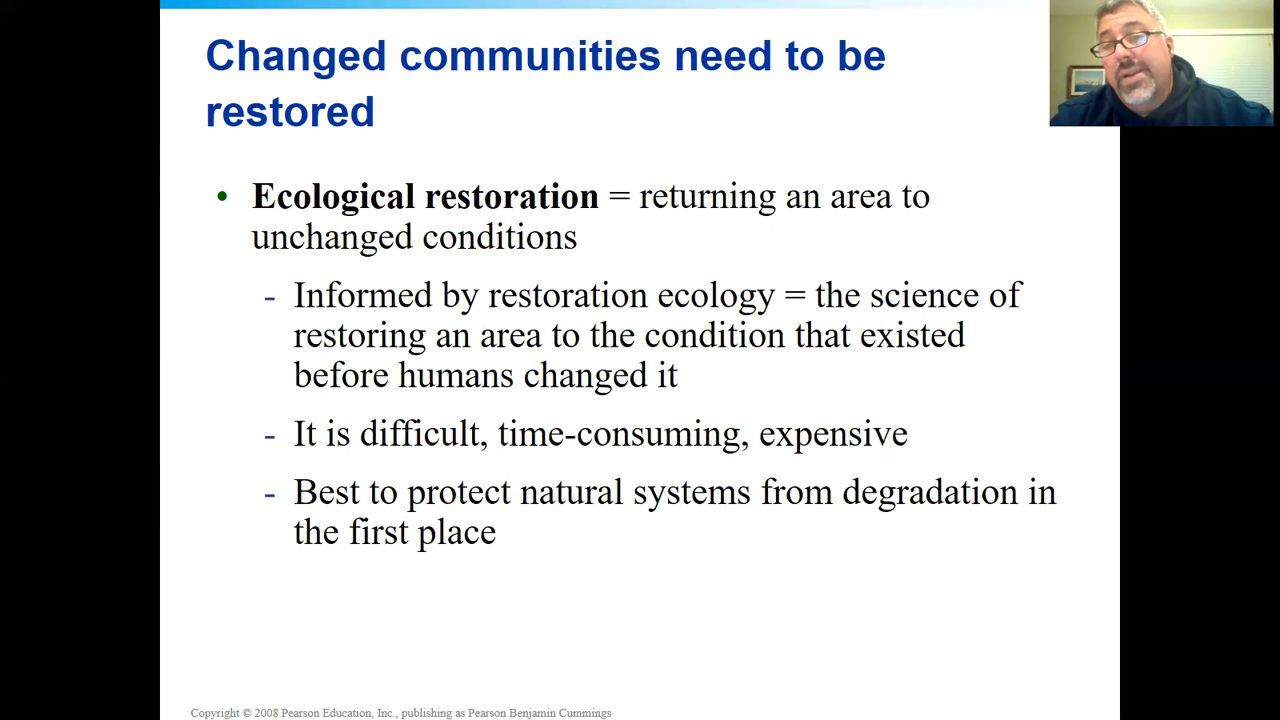 Changed communities need to be
restored
• Ecological restoration = returning an area to
unchanged conditions
- Informed by restoration ecology = the science of
restoring an area to the condition that existed
before humans changed it
- It is difficult, time-consuming, expensive
- Best to protect natural systems from degradation in
the first place
Copyright © 2008 Pearson Education, Inc., publishing as Pearson Benjamin Cummings